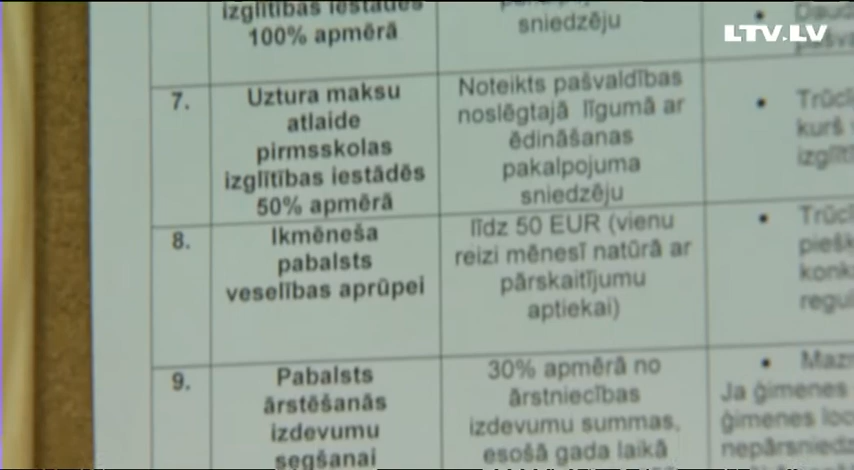 LTV.LV
izglītības iestādēs
100% apmērā
sniedzēju
7.
Uztura maksu
atlaide
pirmsskolas
izglītības iestādēs
50% apmērā
Noteikts pašvaldības
noslēgtajā līgumā ar
ēdināšanas
pakalpojuma
sniedzēju
•
kurš
8.
Ikmēneša
pabalsts
veselības aprūpei
līdz 50 EUR (vienu
reizi mēnesī natūrā ar
pārskaitījumu
aptiekai)
•
9.
Pabalsts
ārstēšanās
izdevumu
segšanai
30% apmērā no
ārstniecības
izdevumu summas,
esošā gada laikā
•
Ja ģimenes
ģimenes